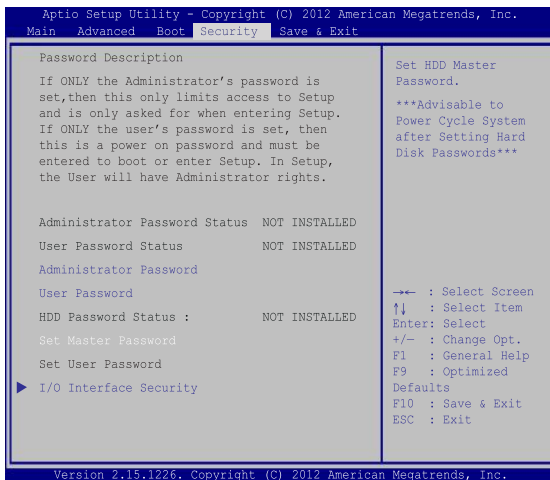 Aptio Setup Utility - Copyright (C) 2012 American Megatrends, Inc.
Main Advanced Boot Security Save & Exit
Password Description
If ONLY the Administrator's password is
set,then this only limits access to Setup
and is only asked for when entering Setup.
If ONLY the user's password is set, then
this is a power on password and must be
entered to boot or enter Setup. In Setup,
the User will have Administrator rights.
Administrator Password Status NOT INSTALLED
User Password Status NOT INSTALLED
Administrator Password
User Password
HDD Password Status : NOT INSTALLED
Set Master Password
Set User Password
I/O Interface Security
Set HDD Master
Password.
***Advisable to
Power Cycle System
after Setting Hard
Disk Passwords***
→← : Select Screen
↑↓ : Select Item
Enter: Select
+/- : Change Opt.
F1 : General Help
F9 : Optimized
Defaults
F10 : Save & Exit
ESC : Exit
Version 2.15.1226. Copyright (C) 2012 American Megatrends, Inc.